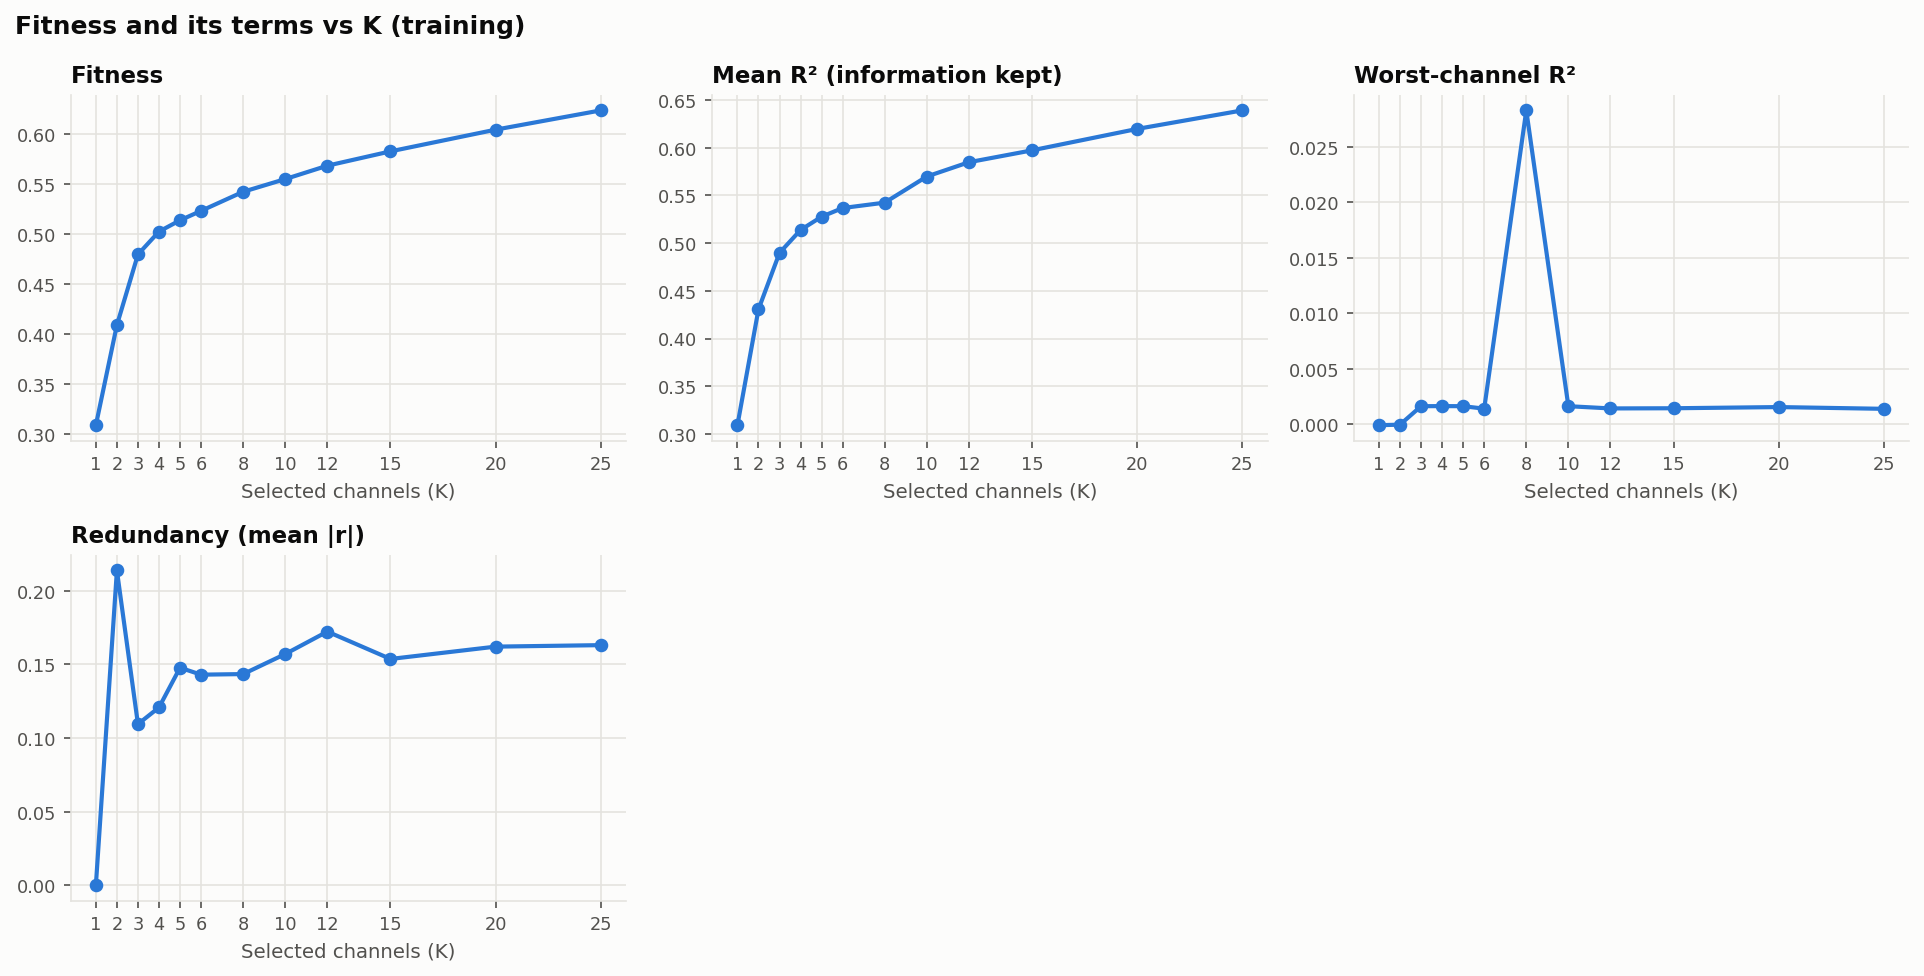 Fitness and its terms vs K (training)
Fitness
0.60
0.55
0.50
0.45
0.40
0.35
0.30
1 2 3 4 5 6 8 10 12 15 20 25
Selected channels (K)
Mean R² (information kept)
0.65
0.60
0.55
0.50
0.45
0.40
0.35
0.30
1 2 3 4 5 6 8 10 12 15 20 25
Selected channels (K)
Worst-channel R²
0.025
0.020
0.015
0.010
0.005
0.000
1 2 3 4 5 6 8 10 12 15 20 25
Selected channels (K)
Redundancy (mean |r|)
0.20
0.15
0.10
0.05
0.00
1 2 3 4 5 6 8 10 12 15 20 25
Selected channels (K)